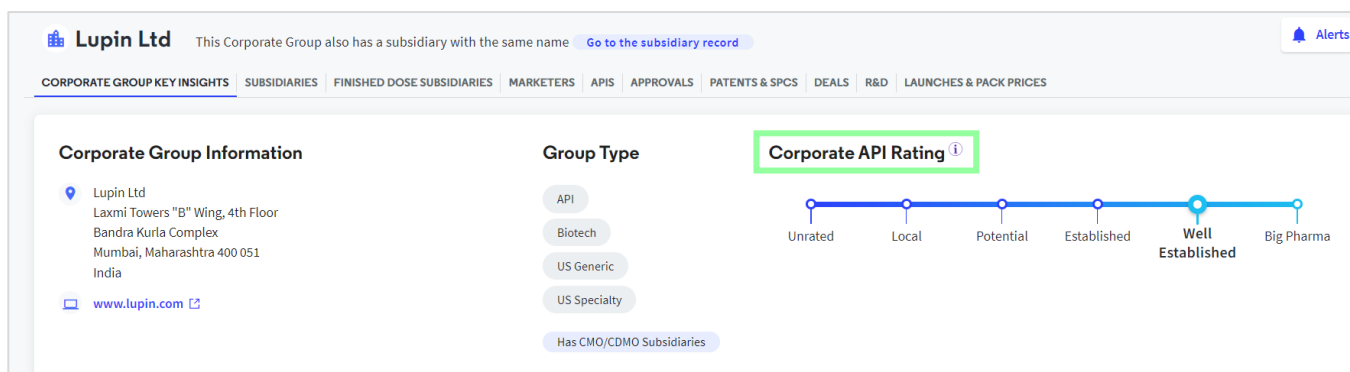 Lupin Ltd This Corporate Group also has a subsidiary with the same name Go to the subsidiary record
Alerts
CORPORATE GROUP KEY INSIGHTS SUBSIDIARIES FINISHED DOSE SUBSIDIARIES MARKETERS APIS APPROVALS PATENTS & SPCS DEALS R&D LAUNCHES & PACK PRICES
Corporate Group Information
Lupin Ltd
Laxmi Towers "B" Wing, 4th Floor
Bandra Kurla Complex
Mumbai, Maharashtra 400 051
India
www.lupin.com
Group Type
API
Biotech
US Generic
US Specialty
Has CMO/CDMO Subsidiaries
Corporate API Rating i
Unrated Local Potential Established Well Established Big Pharma